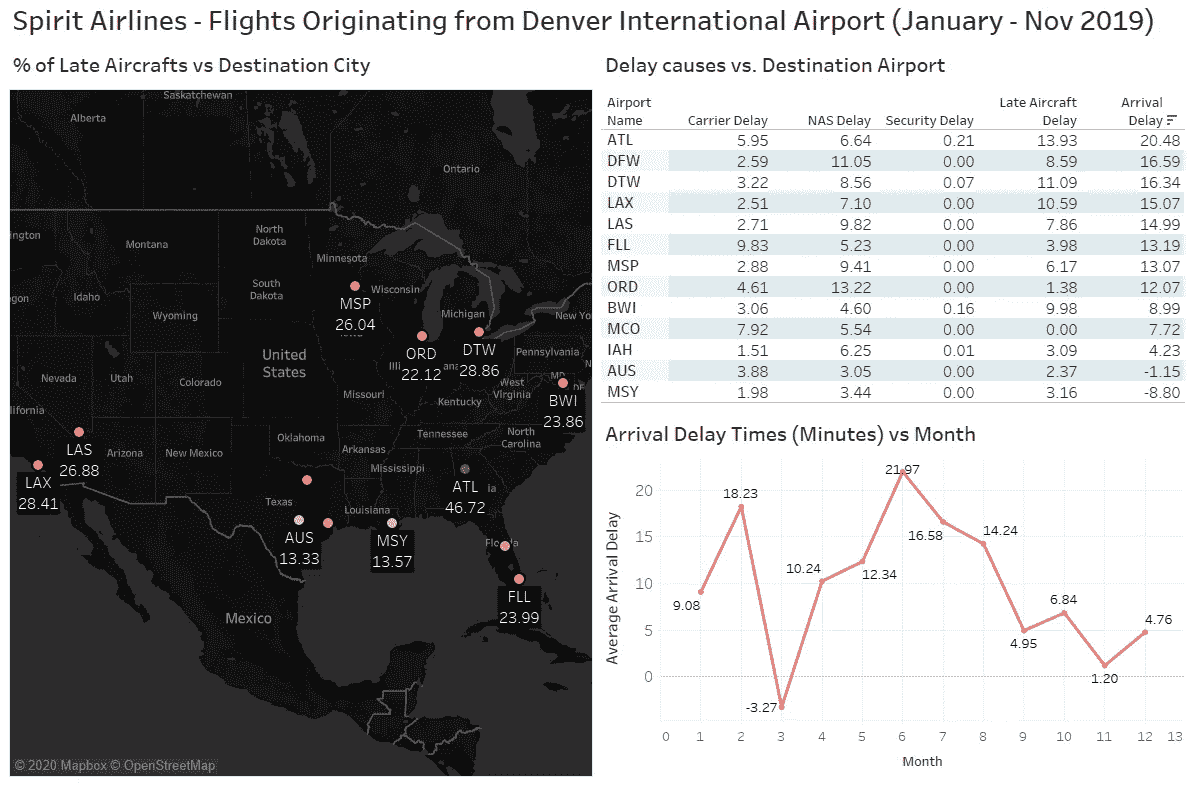 Spirit Airlines - Flights Originating from Denver International Airport (January - Nov 2019)
% of Late Aircrafts vs Destination City
Saskatchewan
Alberta
Ontario
Montana
North
Dakota
Minnesota
South
Dakota
Wisconsin
Idaho
Michigan
New Yo
MSP
26.04
Wyoming
ORD
22.12
DTW
28.86
Pennsylvania
United
States
Nevada
Utah
Colorado
West
Virginia
BWI
23.86
Missouri
Kentucky
LAS
26.88
Arizona
New Mexico
Oklahoma
Arkansas
Tennessee
North
Carolina
Mississippi
LAX
28.41
ATL
46.72
Texas
Louisiana
AUS
13.33
MSY
13.57
FLL
23.99
Mexico
© 2020 Mapbox © OpenStreetMap
Delay causes vs. Destination Airport
Airport Name Carrier Delay NAS Delay Security Delay Late Aircraft Delay Arrival Delay
ATL 5.95 6.64 0.21 13.93 20.48
DFW 2.59 11.05 0.00 8.59 16.59
DTW 3.22 8.56 0.07 11.09 16.34
LAX 2.51 7.10 0.00 10.59 15.07
LAS 2.71 9.82 0.00 7.86 14.99
FLL 9.83 5.23 0.00 3.98 13.19
MSP 2.88 9.41 0.00 6.17 13.07
ORD 4.61 13.22 0.00 1.38 12.07
BWI 3.06 4.60 0.16 9.98 8.99
MCO 7.92 5.54 0.00 0.00 7.72
IAH 1.51 6.25 0.01 3.09 4.23
AUS 3.88 3.05 0.00 2.37 -1.15
MSY 1.98 3.44 0.00 3.16 -8.80
Arrival Delay Times (Minutes) vs Month
Average Arrival Delay
20
15
10
5
0
9.08
18.23
-3.27
10.24
12.34
21.97
16.58
14.24
4.95
6.84
1.20
4.76
0 1 2 3 4 5 6 7 8 9 10 11 12 13
Month